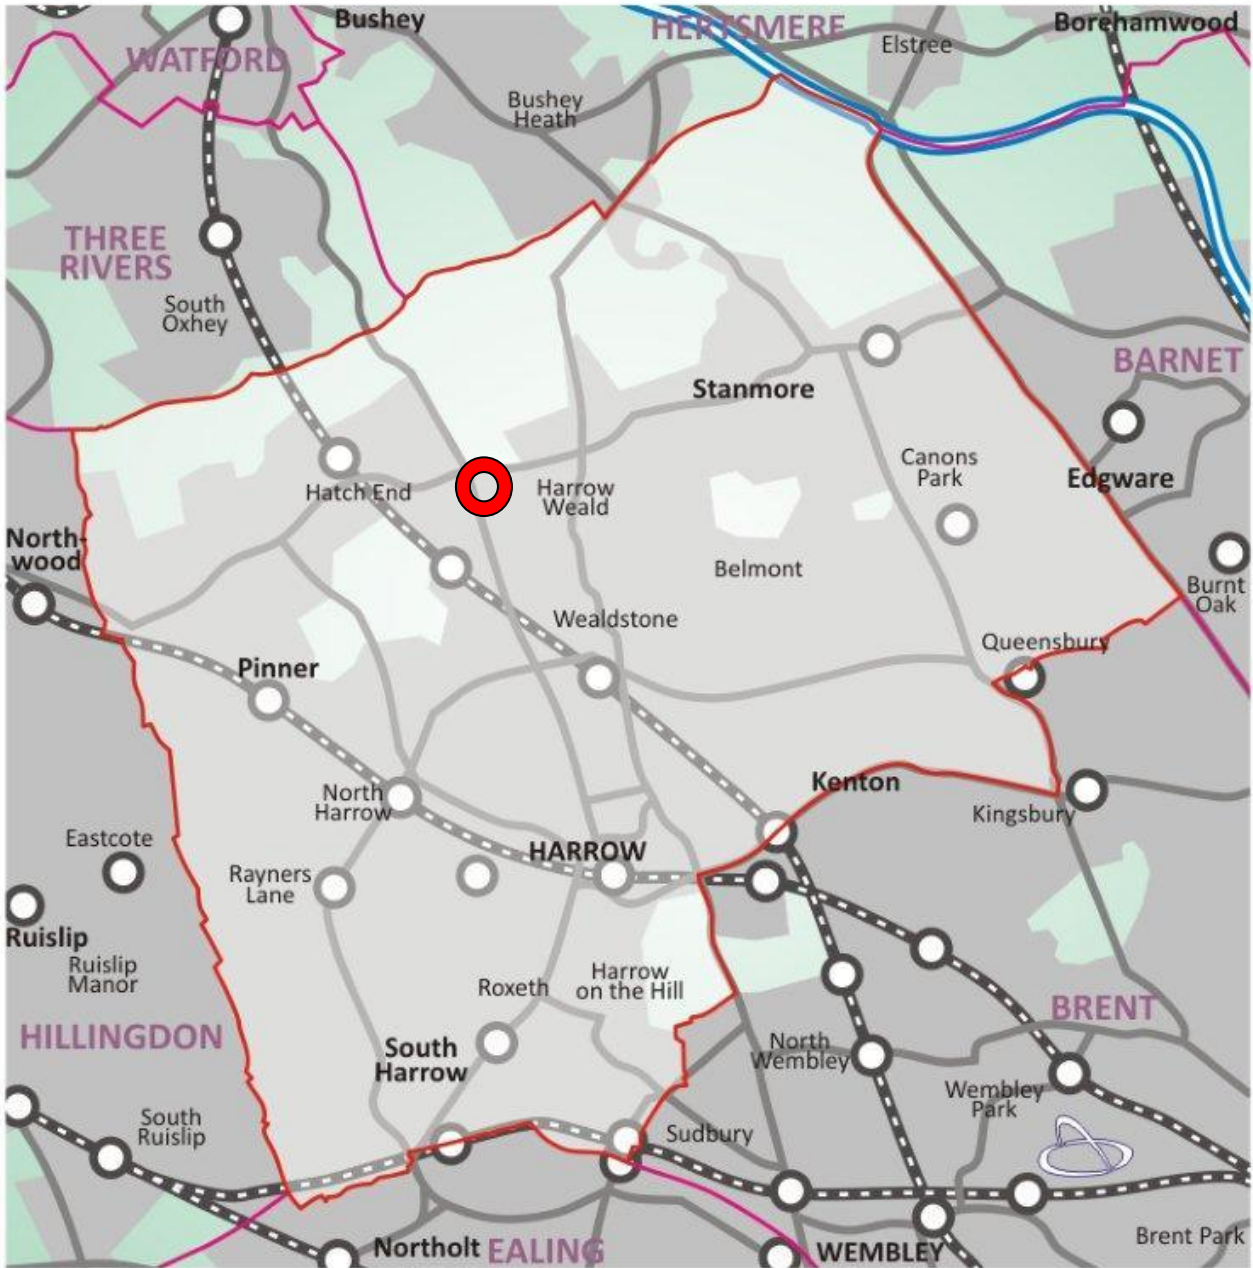 Bushey
HERTSMERE
Borehamwood
WATFORD
Elstree
Bushey
Heath
THREE
RIVERS
South
Oxhey
BARNET
Stanmore
Canons
Park
Edgware
Hatch End
Harrow
Weald
North-
wood
Belmont
Burnt
Oak
Wealdstone
Queensbury
Pinner
Kenton
North
Harrow
Kingsbury
Eastcote
HARROW
Rayners
Lane
Ruislip
Ruislip
Manor
Roxeth
Harrow
on the Hill
BRENT
HILLINGDON
South
Harrow
North
Wembley
Wembley
Park
South
Ruislip
Sudbury
Northolt
EALING
WEMBLEY
Brent Park